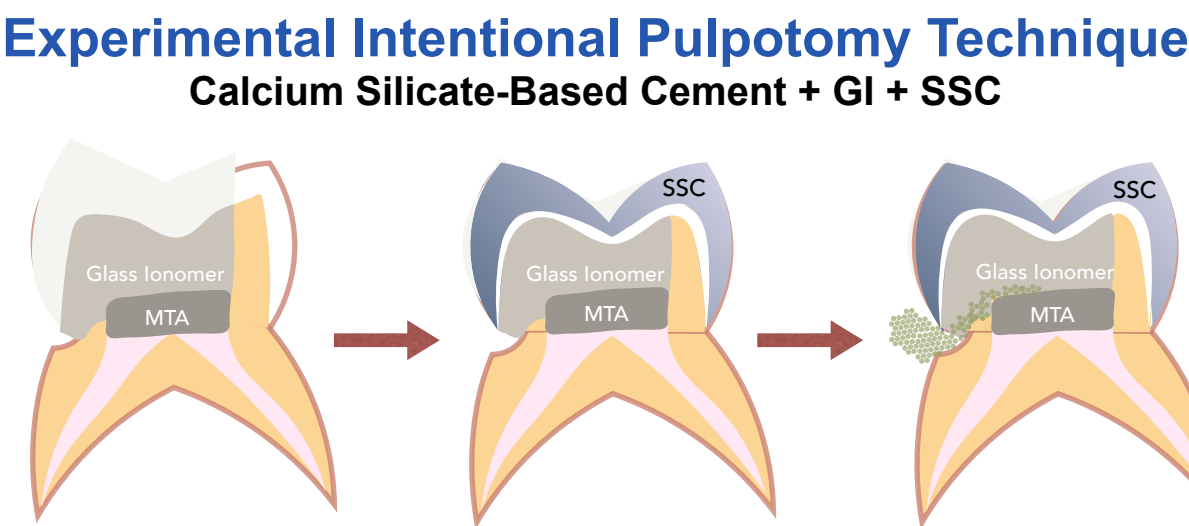 Experimental Intentional Pulpotomy Technique
Calcium Silicate-Based Cement + GI + SSC
Glass Ionomer
MTA
SSC
Glass Ionomer
MTA
SSC
Glass Ionomer
MTA